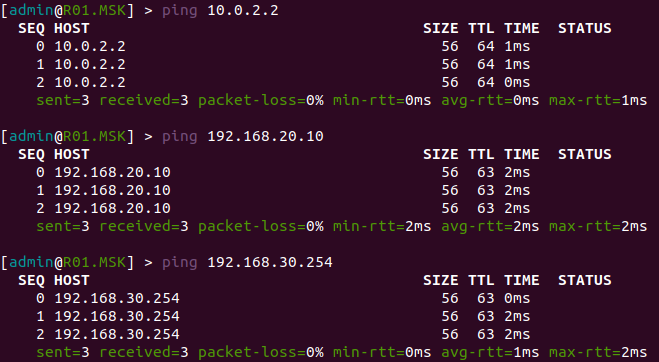 [admin@R01.MSK] > ping 10.0.2.2
SEQ HOST SIZE TTL TIME STATUS
0 10.0.2.2 56 64 1ms
1 10.0.2.2 56 64 1ms
2 10.0.2.2 56 64 0ms
sent=3 received=3 packet-loss=0% min-rtt=0ms avg-rtt=0ms max-rtt=1ms
[admin@R01.MSK] > ping 192.168.20.10
SEQ HOST SIZE TTL TIME STATUS
0 192.168.20.10 56 63 2ms
1 192.168.20.10 56 63 2ms
2 192.168.20.10 56 63 2ms
sent=3 received=3 packet-loss=0% min-rtt=2ms avg-rtt=2ms max-rtt=2ms
[admin@R01.MSK] > ping 192.168.30.254
SEQ HOST SIZE TTL TIME STATUS
0 192.168.30.254 56 63 0ms
1 192.168.30.254 56 63 2ms
2 192.168.30.254 56 63 2ms
sent=3 received=3 packet-loss=0% min-rtt=0ms avg-rtt=1ms max-rtt=2ms